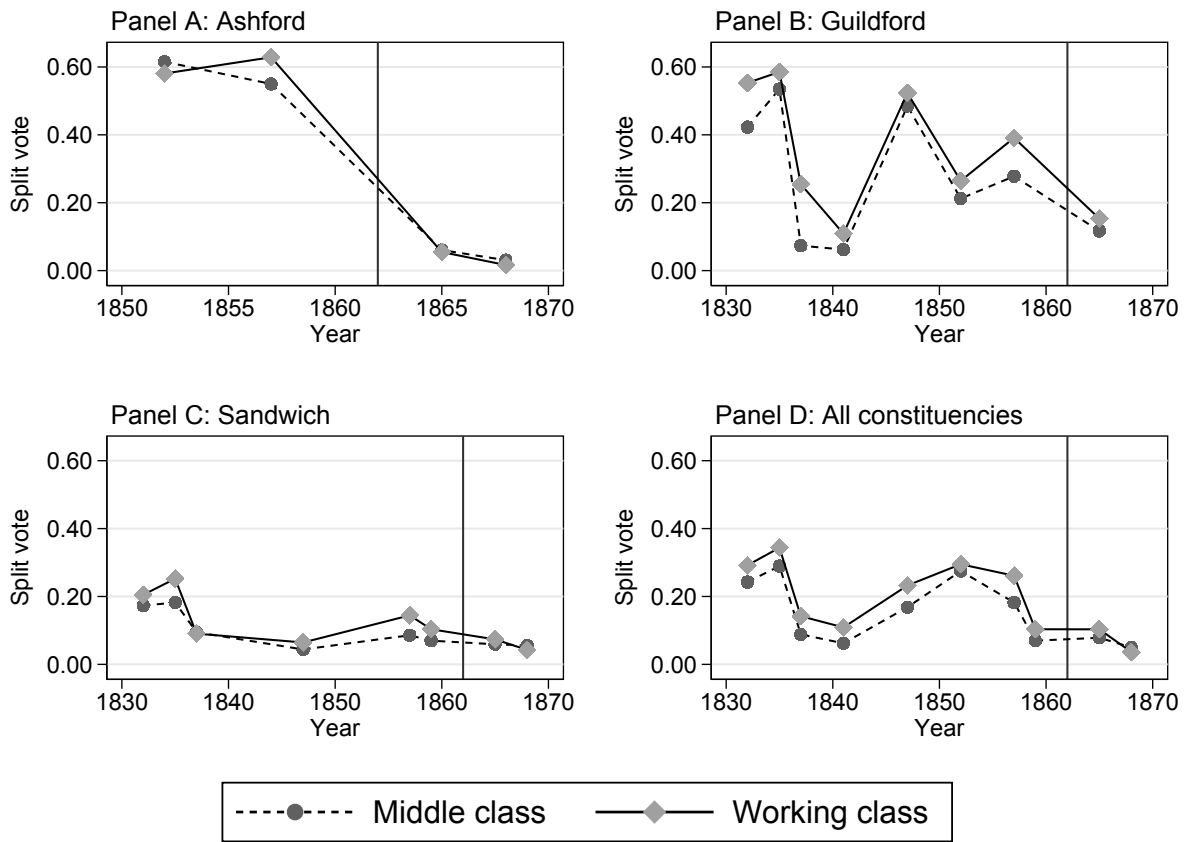 Panel A: Ashford
Split vote
0.60
0.40
0.20
0.00
1850 1855 1860 1865 1870
Year
Panel B: Guildford
Split vote
0.60
0.40
0.20
0.00
1830 1840 1850 1860 1870
Year
Panel C: Sandwich
Split vote
0.60
0.40
0.20
0.00
1830 1840 1850 1860 1870
Year
Panel D: All constituencies
Split vote
0.60
0.40
0.20
0.00
1830 1840 1850 1860 1870
Year
Middle class Working class